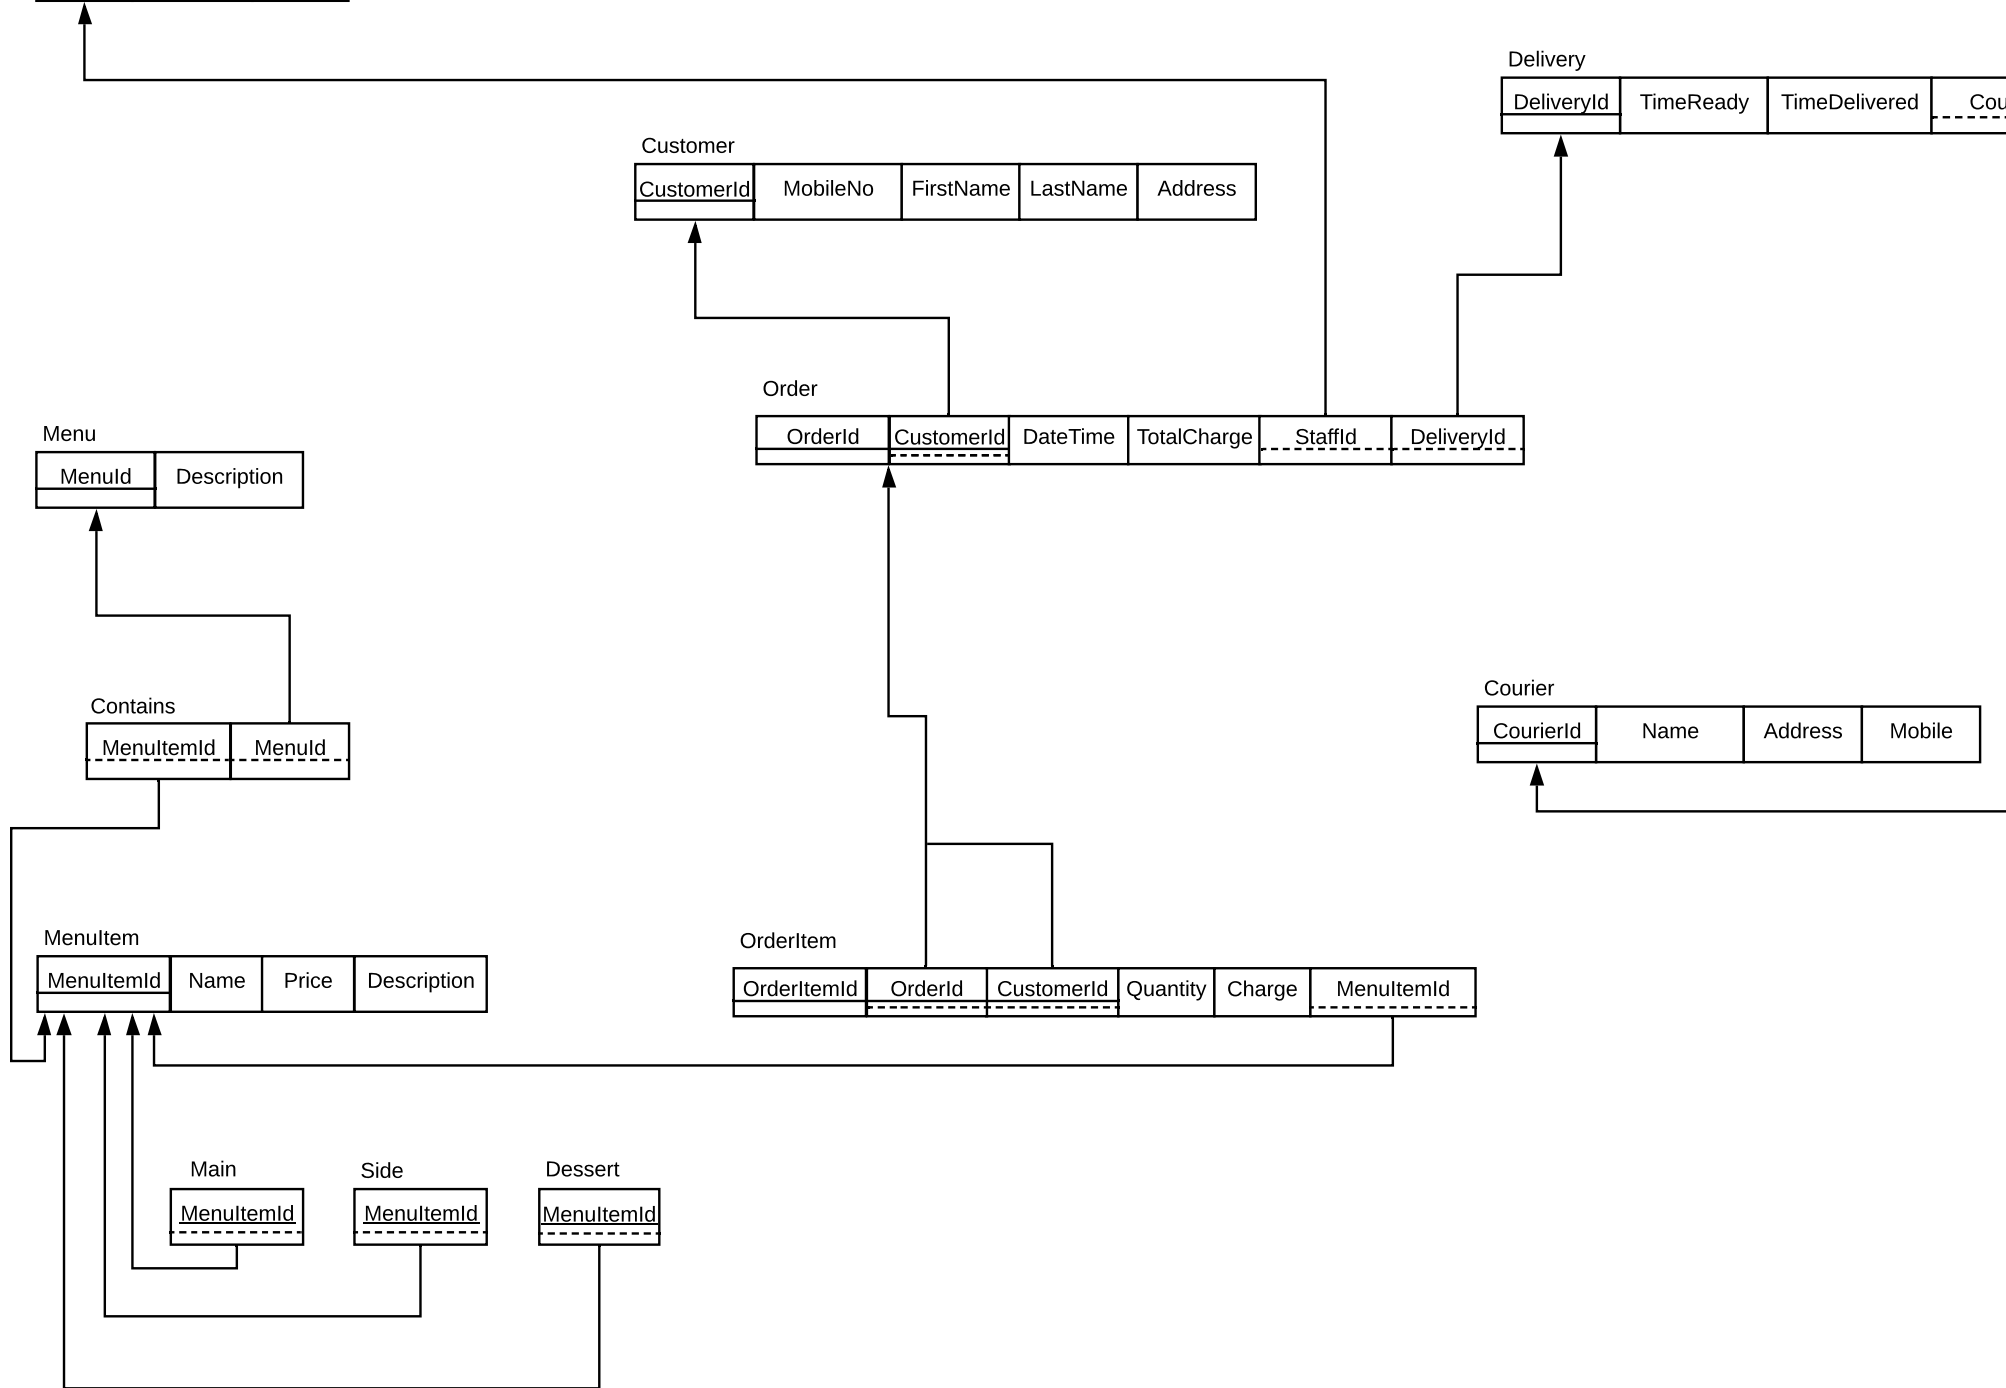 Delivery
DeliveryId TimeReady TimeDelivered Cou
Customer
CustomerId MobileNo FirstName LastName Address
Order
OrderId CustomerId DateTime TotalCharge StaffId DeliveryId
Menu
MenuId Description
Courier
CourierId Name Address Mobile
Contains
MenuItemId MenuId
MenuItem
MenuItemId Name Price Description
OrderItem
OrderItemId OrderId CustomerId Quantity Charge MenuItemId
Main Side Dessert
MenuItemId MenuItemId MenuItemId